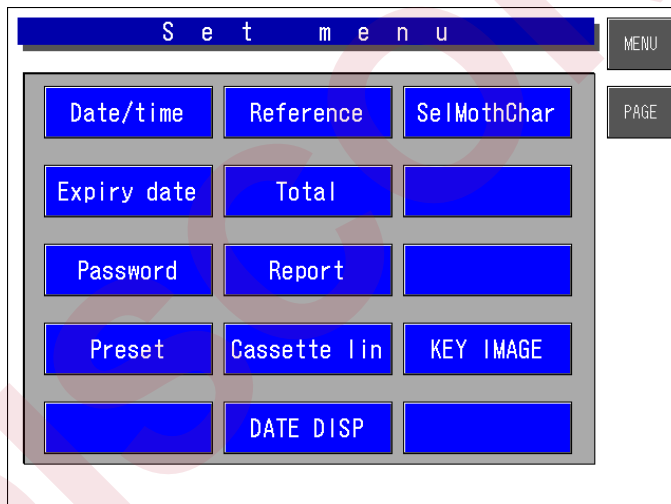 Set menu
MENU
Date/time Reference SelMothChar
PAGE
Expiry date Total
Password Report
Preset Cassette lin KEY IMAGE
DATE DISP